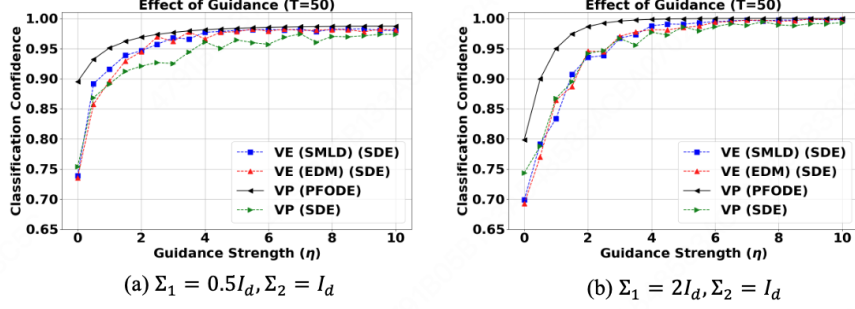 Effect of Guidance (T=50)
Classification Confidence
1.00
0.95
0.90
0.85
0.80
0.75
0.70
0.65
VE (SMLD) (SDE)
VE (EDM) (SDE)
VP (PFODE)
VP (SDE)
0 2 4 6 8 10
Guidance Strength (η)
(a) Σ₁ = 0.5I_d, Σ₂ = I_d
Effect of Guidance (T=50)
Classification Confidence
1.00
0.95
0.90
0.85
0.80
0.75
0.70
0.65
VE (SMLD) (SDE)
VE (EDM) (SDE)
VP (PFODE)
VP (SDE)
0 2 4 6 8 10
Guidance Strength (η)
(b) Σ₁ = 2I_d, Σ₂ = I_d